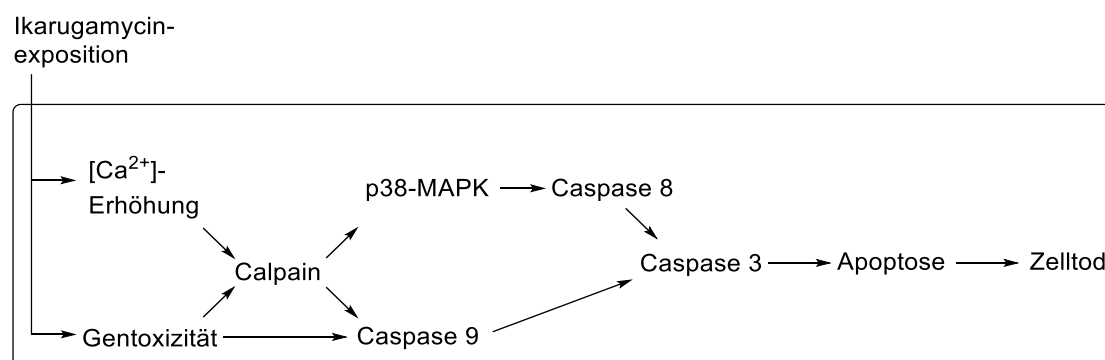 Ikarugamycin-
exposition
[Ca²⁺]-
Erhöhung
p38-MAPK
Caspase 8
Calpain
Caspase 3
Apoptose
Zelltod
Gentoxizität
Caspase 9